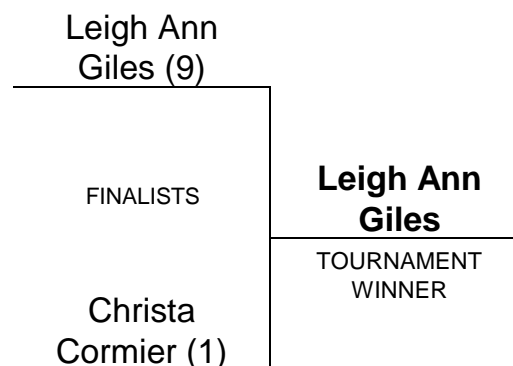 Leigh Ann
Giles (9)
FINALISTS
Leigh Ann
Giles
TOURNAMENT
WINNER
Christa
Cormier (1)